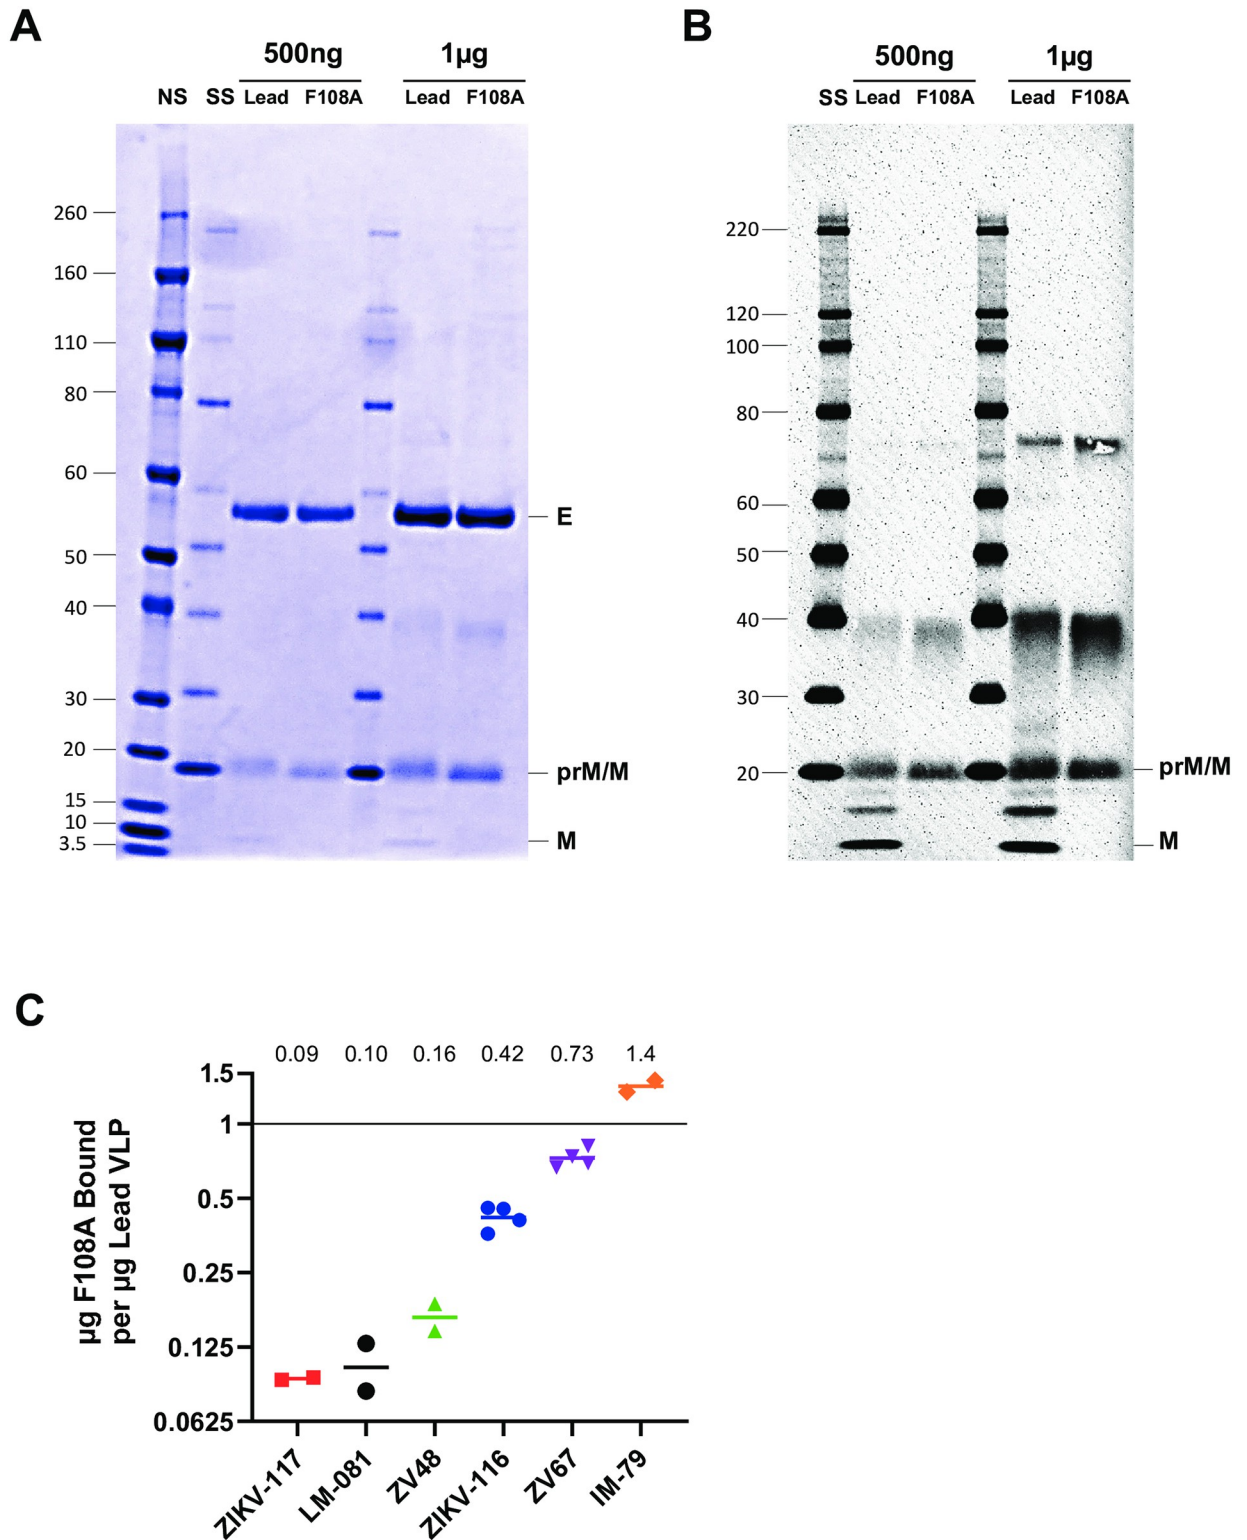 A
500ng
1µg
NS SS Lead F108A Lead F108A
260
160
110
80
60
50
40
30
20
15
10
3.5
E
prM/M
M
B
500ng
1µg
SS Lead F108A Lead F108A
220
120
100
80
60
50
40
30
20
prM/M
M
C
0.09 0.10 0.16 0.42 0.73 1.4
µg F108A Bound
per µg Lead VLP
1.5
1
0.5
0.25
0.125
0.0625
ZIKV-117
LM-081
ZV48
ZIKV-116
ZV67
IM-79